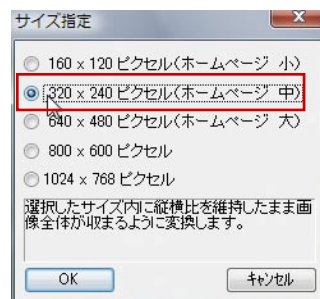 サイズ指定
160 x 120 ピクセル(ホームページ 小)
320 x 240 ピクセル(ホームページ 中)
640 x 480 ピクセル(ホームページ 大)
800 x 600 ピクセル
1024 x 768 ピクセル
選択したサイズ内に縦横比を維持したまま画
像全体が収まるように変換します。
OK
キャンセル